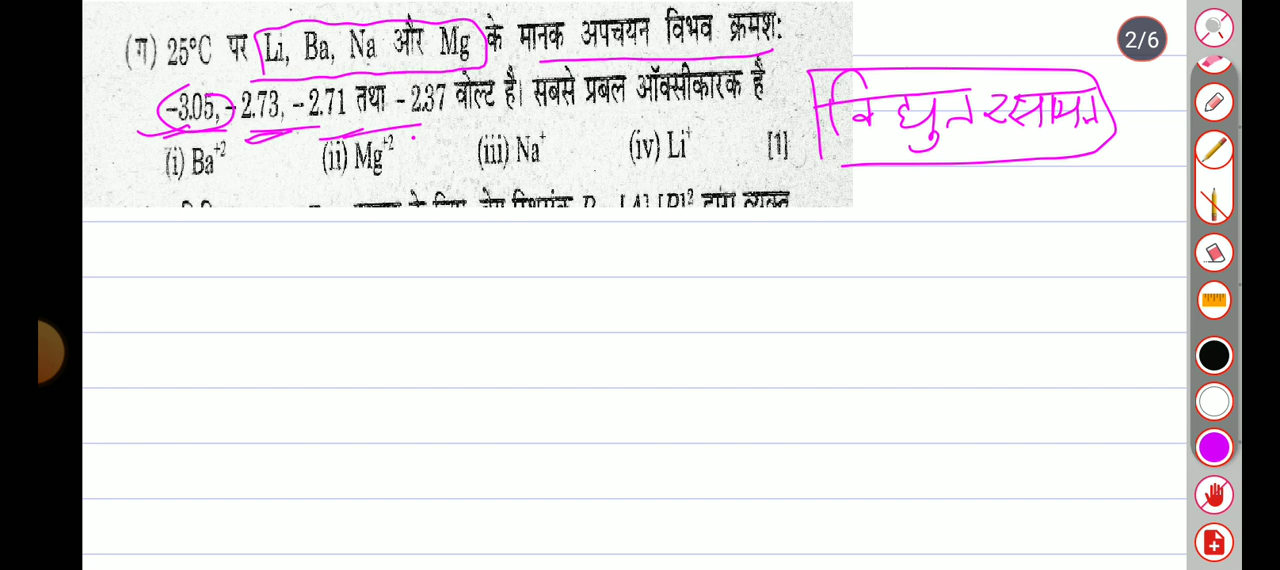 (ग) 25°C पर Li, Ba, Na और Mg के मानक अपचयन विभव क्रमश:
-3.05, - 2.73, - 2.71 तथा - 2.37 वोल्ट है। सबसे प्रबल ऑक्सीकारक है
(i) Ba⁺² (ii) Mg⁺² (iii) Na⁺ (iv) Li⁺ [1]
विद्युत रसायन
2/6